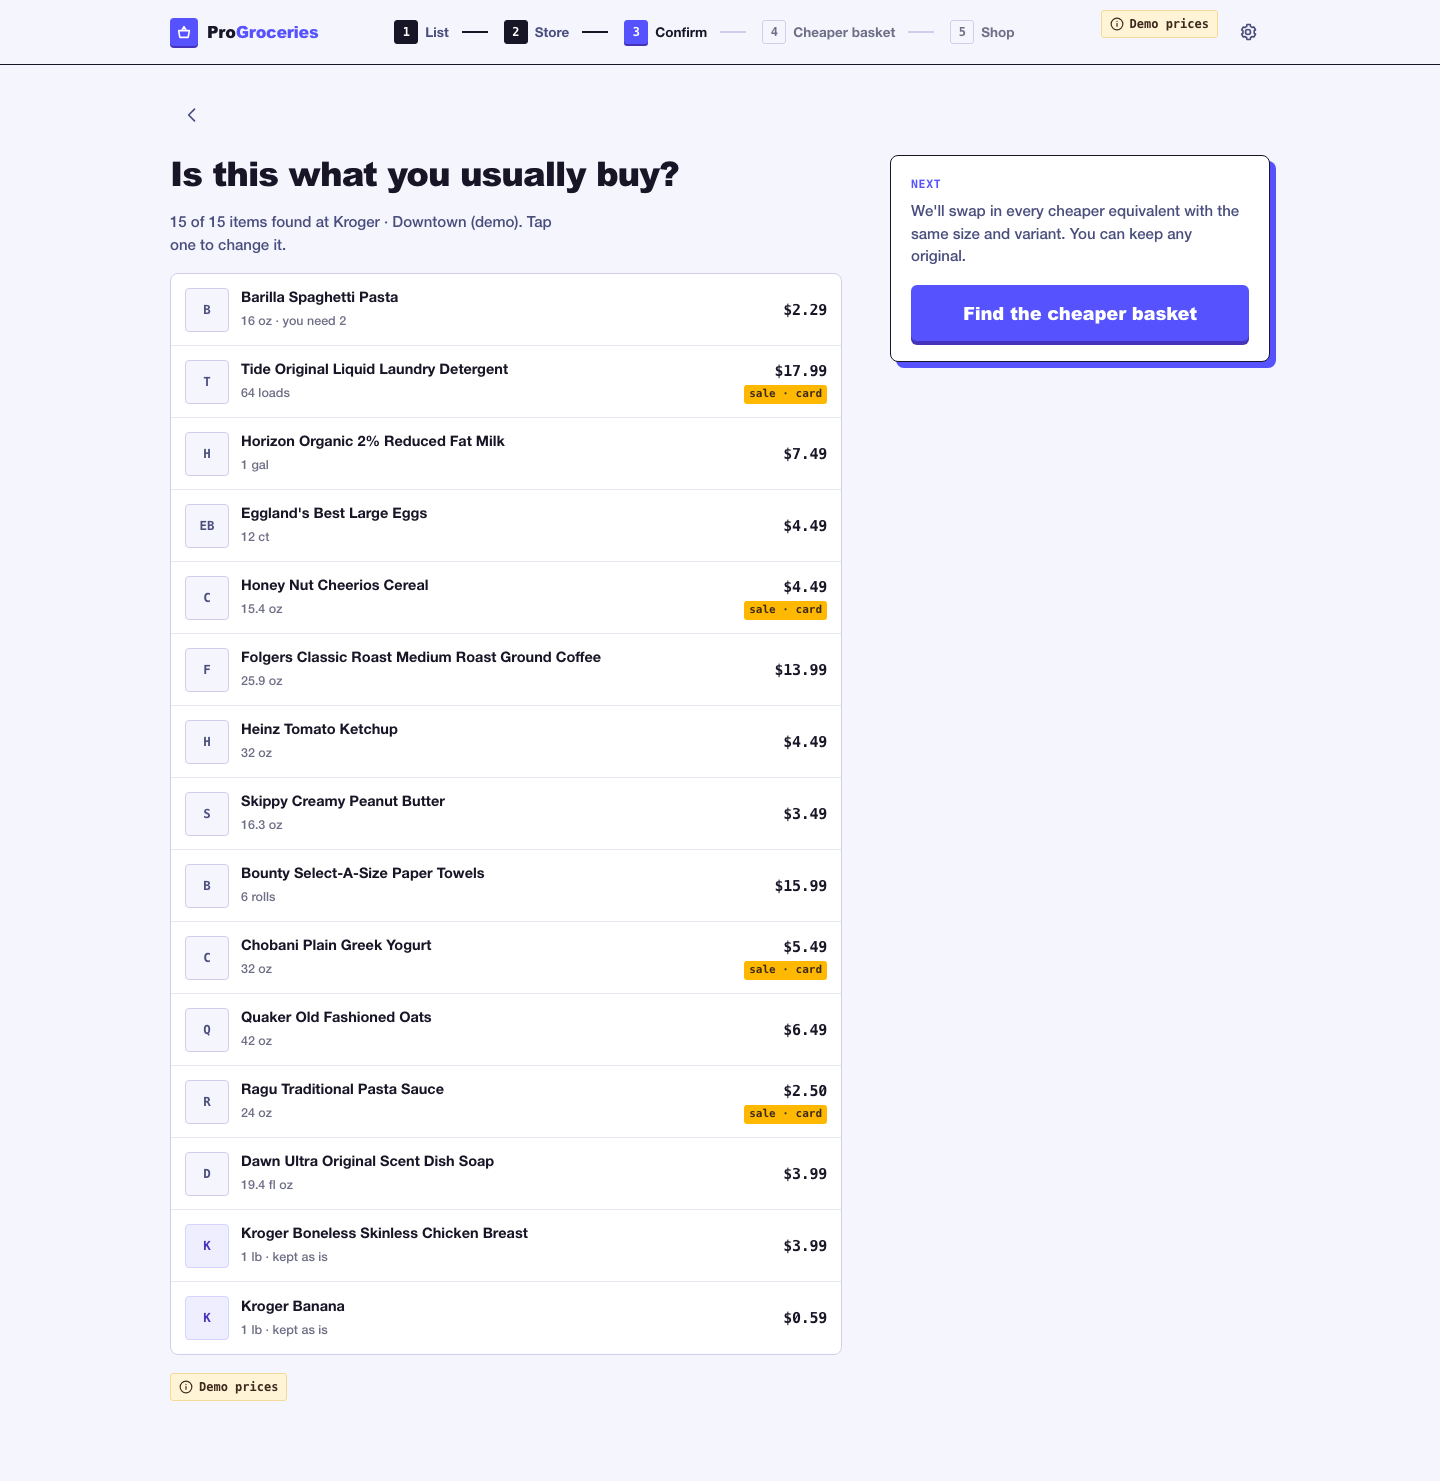 ProGroceries
1 List
2 Store
3 Confirm
4 Cheaper basket
5 Shop
Demo prices
Is this what you usually buy?
15 of 15 items found at Kroger · Downtown (demo). Tap
one to change it.
B
Barilla Spaghetti Pasta
16 oz · you need 2
$2.29
T
Tide Original Liquid Laundry Detergent
64 loads
$17.99
sale · card
H
Horizon Organic 2% Reduced Fat Milk
1 gal
$7.49
EB
Eggland's Best Large Eggs
12 ct
$4.49
C
Honey Nut Cheerios Cereal
15.4 oz
$4.49
sale · card
F
Folgers Classic Roast Medium Roast Ground Coffee
25.9 oz
$13.99
H
Heinz Tomato Ketchup
32 oz
$4.49
S
Skippy Creamy Peanut Butter
16.3 oz
$3.49
B
Bounty Select-A-Size Paper Towels
6 rolls
$15.99
C
Chobani Plain Greek Yogurt
32 oz
$5.49
sale · card
Q
Quaker Old Fashioned Oats
42 oz
$6.49
R
Ragu Traditional Pasta Sauce
24 oz
$2.50
sale · card
D
Dawn Ultra Original Scent Dish Soap
19.4 fl oz
$3.99
K
Kroger Boneless Skinless Chicken Breast
1 lb · kept as is
$3.99
K
Kroger Banana
1 lb · kept as is
$0.59
Demo prices
NEXT
We'll swap in every cheaper equivalent with the
same size and variant. You can keep any
original.
Find the cheaper basket